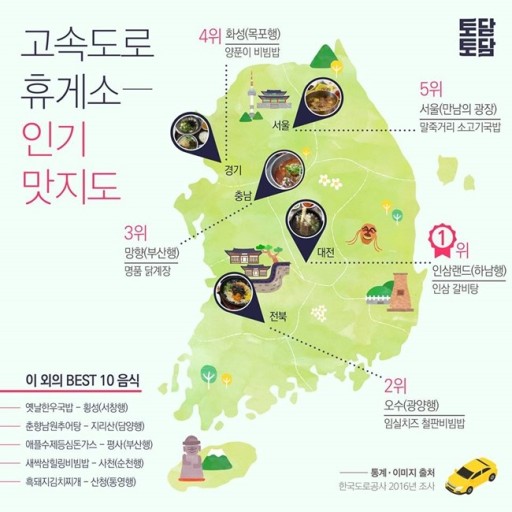 고속도로
휴게소—
인기
맛지도
토담
토담
4위
화성(목포행)
양푼이 비빔밥
5위
서울(만남의 광장)
말죽거리 소고기국밥
서울
경기
충남
3위
망향(부산행)
명품 닭계장
대전
1위
인삼랜드(하남행)
인삼 갈비탕
전북
2위
오수(광양행)
임실치즈 철판비빔밥
이 외의 BEST 10 음식
옛날한우국밥 - 횡성(서창행)
춘향남원추어탕 - 지리산(담양행)
애플수제등심돈가스 - 평사(부산행)
새싹삼힐링비빔밥 - 사천(순천행)
흑돼지김치찌개 - 산청(통영행)
통계·이미지 출처
한국도로공사 2016년 조사